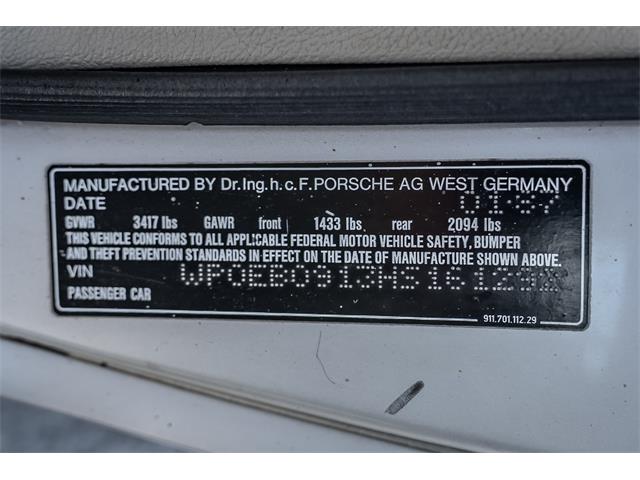 MANUFACTURED BY Dr.Ing.h.c.F.PORSCHE AG WEST GERMANY
DATE 01·87
GVWR 3417 lbs GAWR front 1433 lbs rear 2094 lbs
THIS VEHICLE CONFORMS TO ALL APPLICABLE FEDERAL MOTOR VEHICLE SAFETY, BUMPER
AND THEFT PREVENTION STANDARDS IN EFFECT ON THE DATE OF MANUFACTURE SHOWN ABOVE.
VIN
PASSENGER CAR
911.701.112.29